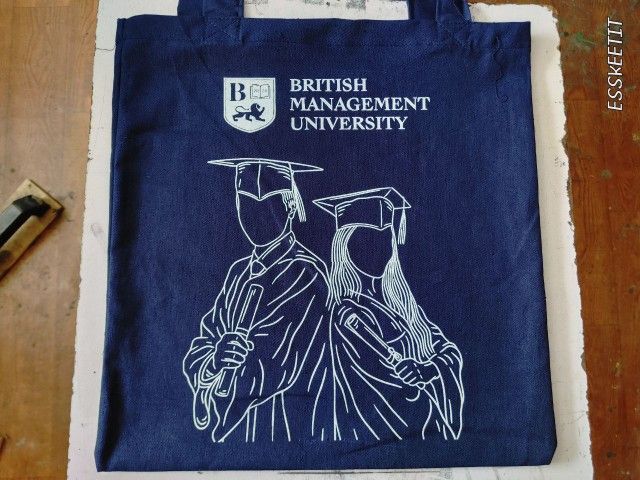 B
BRITISH
MANAGEMENT
UNIVERSITY
ESSKEETIT